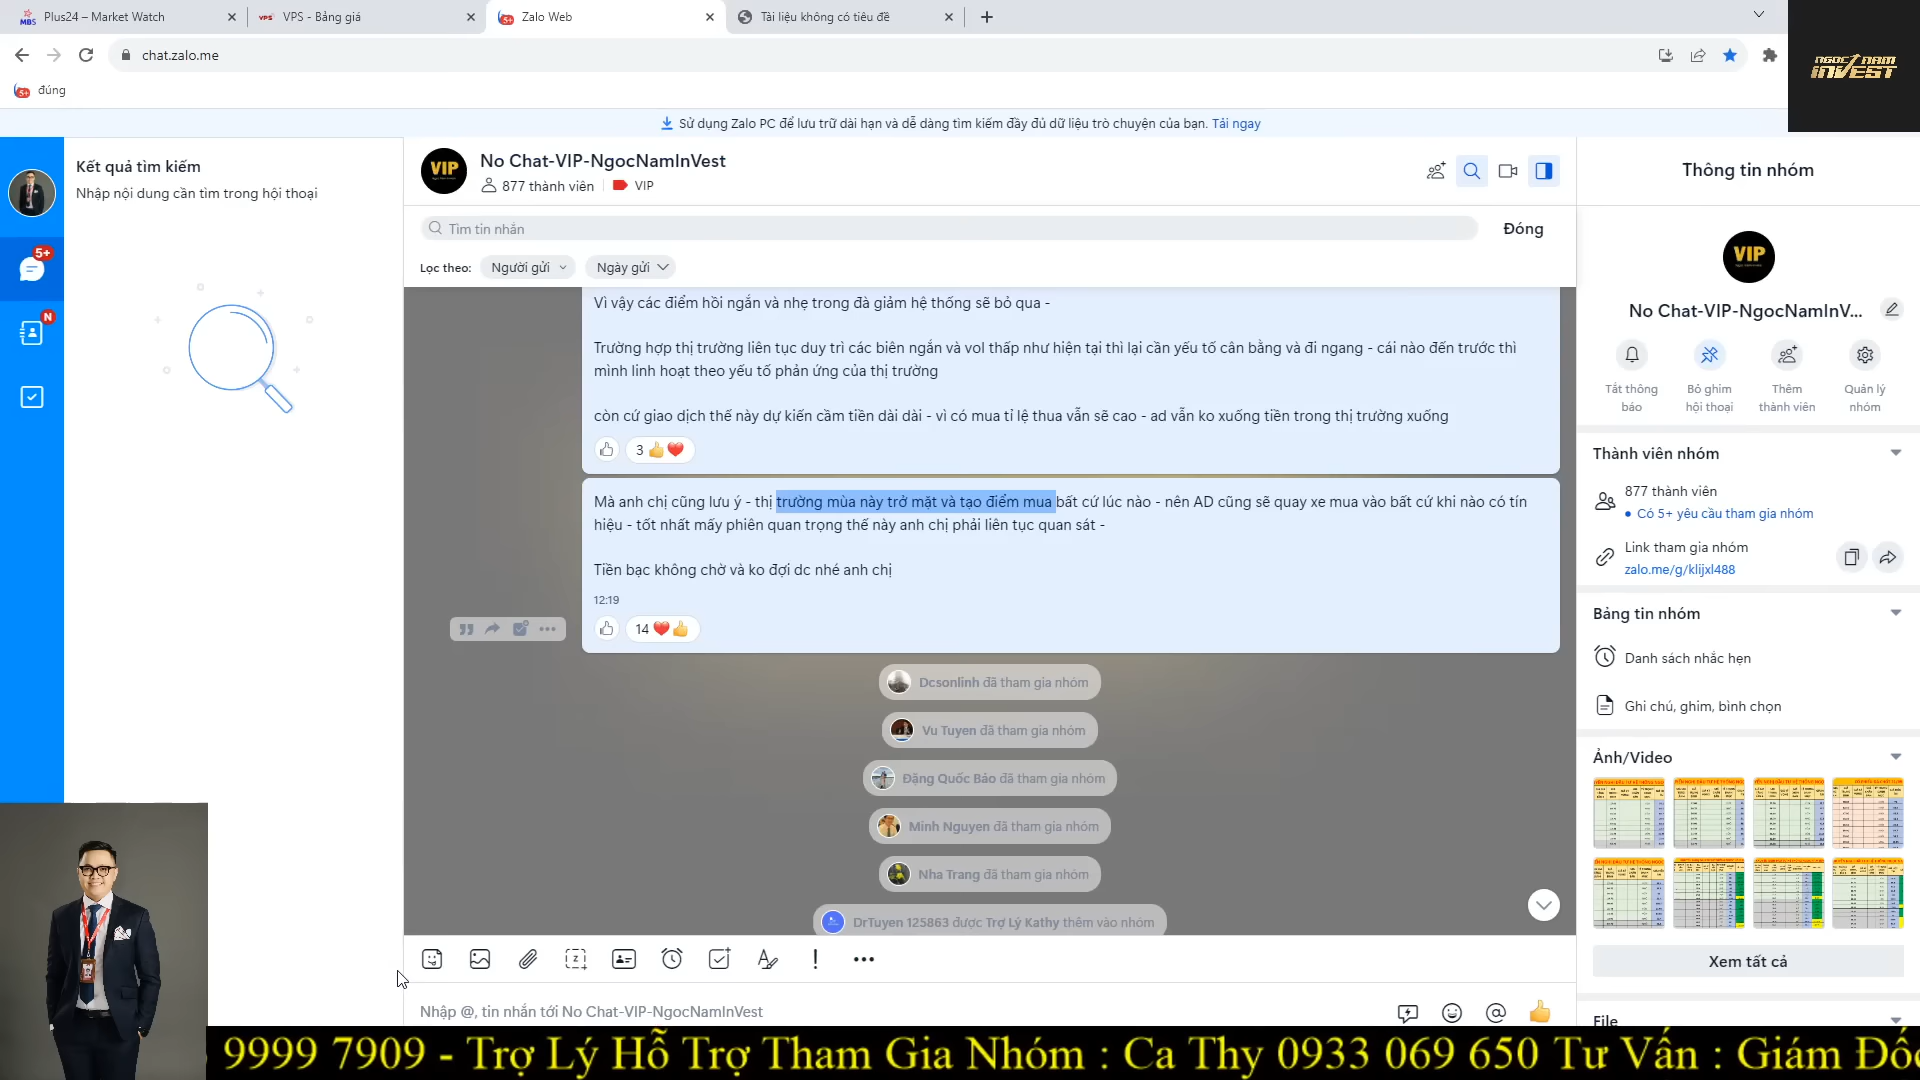 Plus24 – Market Watch
VPS - Bảng giá
Zalo Web
Tài liệu không có tiêu đề
chat.zalo.me
đúng
NGOC NAM
INVEST
Sử dụng Zalo PC để lưu trữ dài hạn và dễ dàng tìm kiếm đầy đủ dữ liệu trò chuyện của bạn. Tải ngay
Kết quả tìm kiếm
Nhập nội dung cần tìm trong hội thoại
5+
N
VIP
No Chat-VIP-NgocNamInVest
877 thành viên
VIP
Tìm tin nhắn
Đóng
Lọc theo:
Người gửi
Ngày gửi
Vì vậy các điểm hồi ngắn và nhẹ trong đà giảm hệ thống sẽ bỏ qua -
Trường hợp thị trường liên tục duy trì các biên ngắn và vol thấp như hiện tại thì lại cần yếu tố cân bằng và đi ngang - cái nào đến trước thì
mình linh hoạt theo yếu tố phản ứng của thị trường
còn cứ giao dịch thế này dự kiến cầm tiền dài dài - vì có mua tỉ lệ thua vẫn sẽ cao - ad vẫn ko xuống tiền trong thị trường xuống
3
Mà anh chị cũng lưu ý - thị trường mùa này trở mặt và tạo điểm mua bất cứ lúc nào - nên AD cũng sẽ quay xe mua vào bất cứ khi nào có tín
hiệu - tốt nhất mấy phiên quan trọng thế này anh chị phải liên tục quan sát -
Tiền bạc không chờ và ko đợi dc nhé anh chị
12:19
14
Dcsonlinh đã tham gia nhóm
Vu Tuyen đã tham gia nhóm
Đặng Quốc Bảo đã tham gia nhóm
Minh Nguyen đã tham gia nhóm
Nha Trang đã tham gia nhóm
DrTuyen 125863 được Trợ Lý Kathy thêm vào nhóm
Nhập @, tin nhắn tới No Chat-VIP-NgocNamInVest
Thông tin nhóm
VIP
No Chat-VIP-NgocNamInV...
Tắt thông
báo
Bỏ ghim
hội thoại
Thêm
thành viên
Quản lý
nhóm
Thành viên nhóm
877 thành viên
Có 5+ yêu cầu tham gia nhóm
Link tham gia nhóm
zalo.me/g/klijxl488
Bảng tin nhóm
Danh sách nhắc hẹn
Ghi chú, ghim, bình chọn
Ảnh/Video
Xem tất cả
File
9999 7909 - Trợ Lý Hỗ Trợ Tham Gia Nhóm : Ca Thy 0933 069 650 Tư Vấn : Giám Đốc